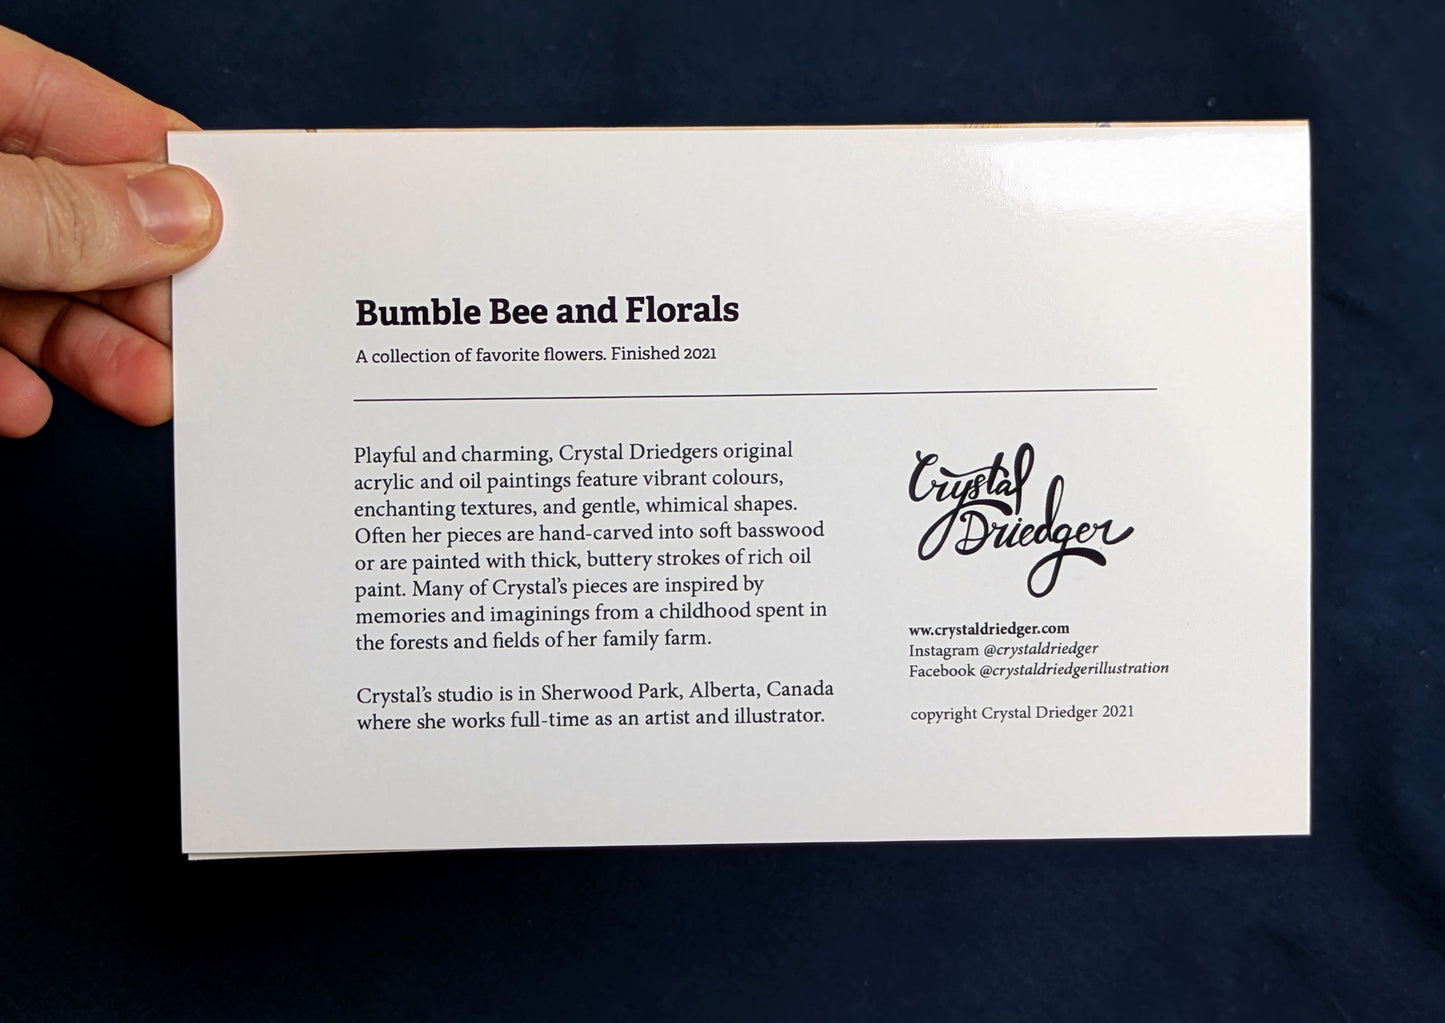 Bumble Bee and Florals
A collection of favorite flowers. Finished 2021
Playful and charming, Crystal Driedgers original
acrylic and oil paintings feature vibrant colours,
enchanting textures, and gentle, whimical shapes.
Often her pieces are hand-carved into soft basswood
or are painted with thick, buttery strokes of rich oil
paint. Many of Crystal's pieces are inspired by
memories and imaginings from a childhood spent in
the forests and fields of her family farm.
Crystal's studio is in Sherwood Park, Alberta, Canada
where she works full-time as an artist and illustrator.
Crystal
Driedger
ww.crystaldriedger.com
Instagram @crystaldriedger
Facebook @crystaldriedgerillustration
copyright Crystal Driedger 2021